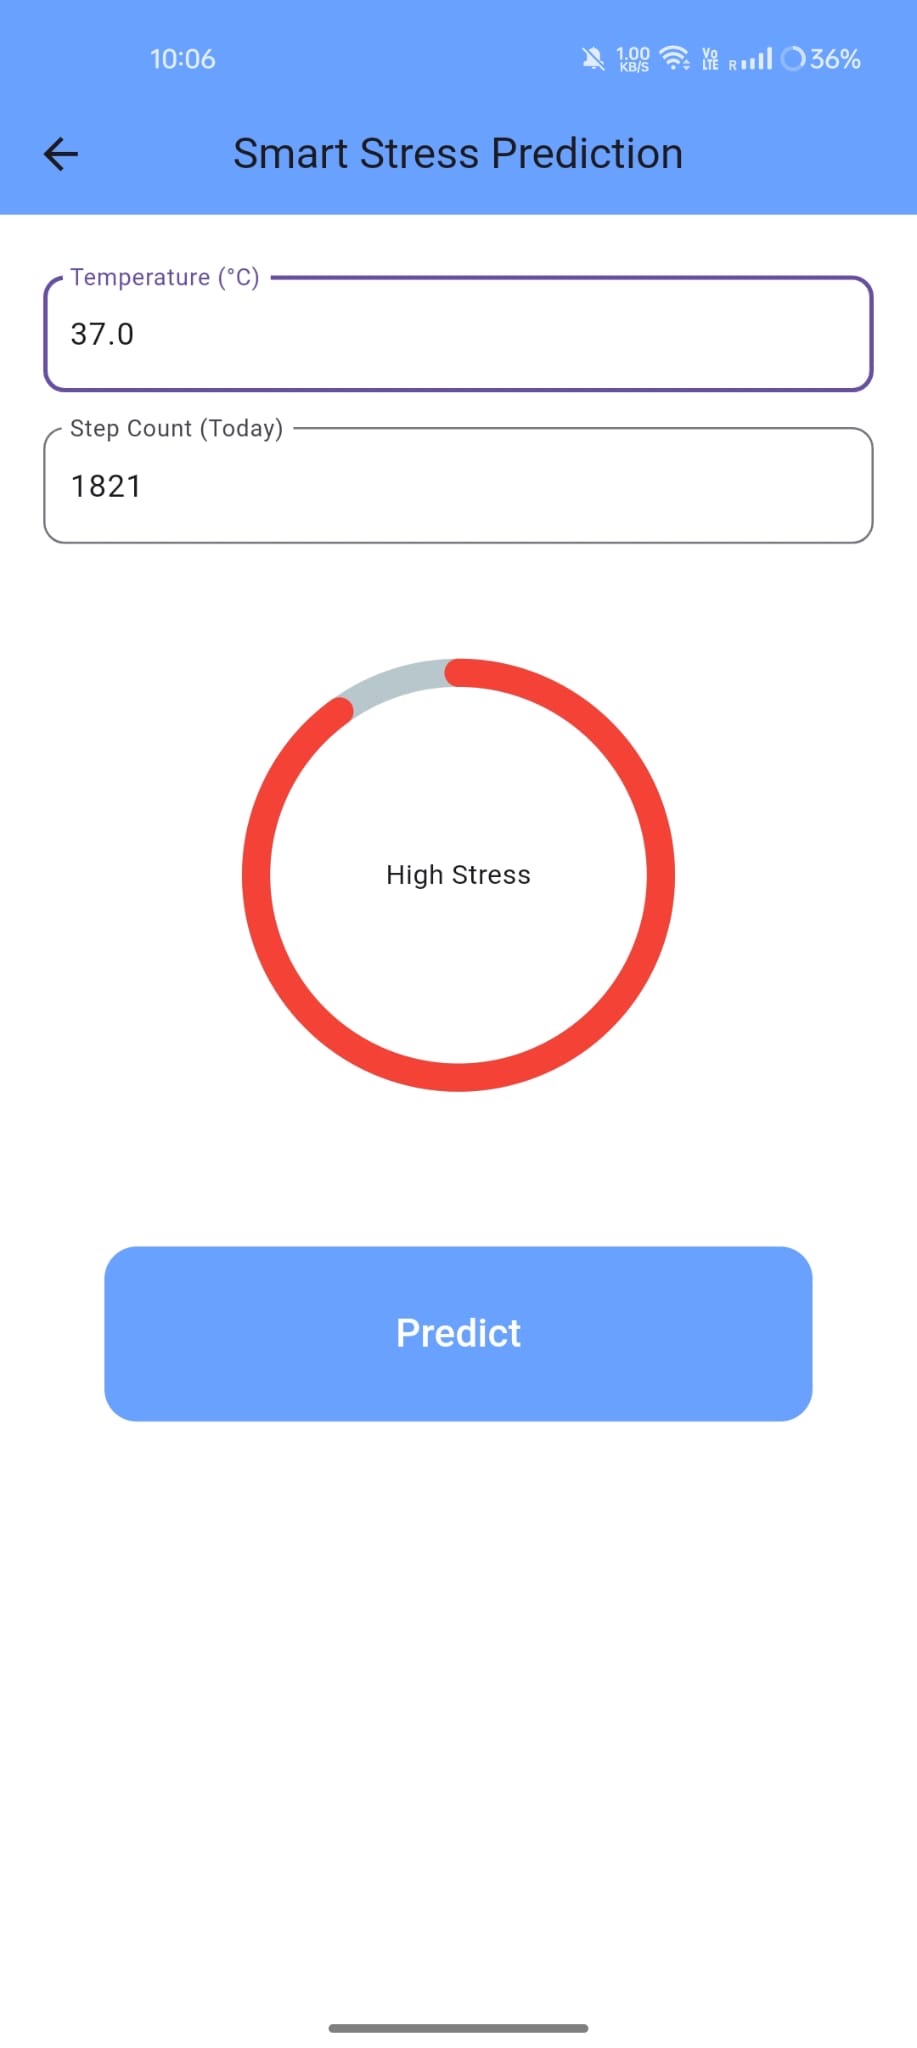 10:06
1.00 KB/S Vo LTE R 36%
Smart Stress Prediction
Temperature (°C)
37.0
Step Count (Today)
1821
High Stress
Predict